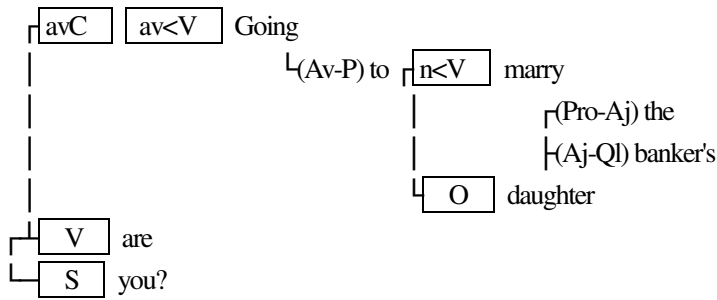 avC av<V Going
(Av-P) to n<V marry
(Pro-Aj) the
(Aj-Ql) banker's
O daughter
V are
S you?